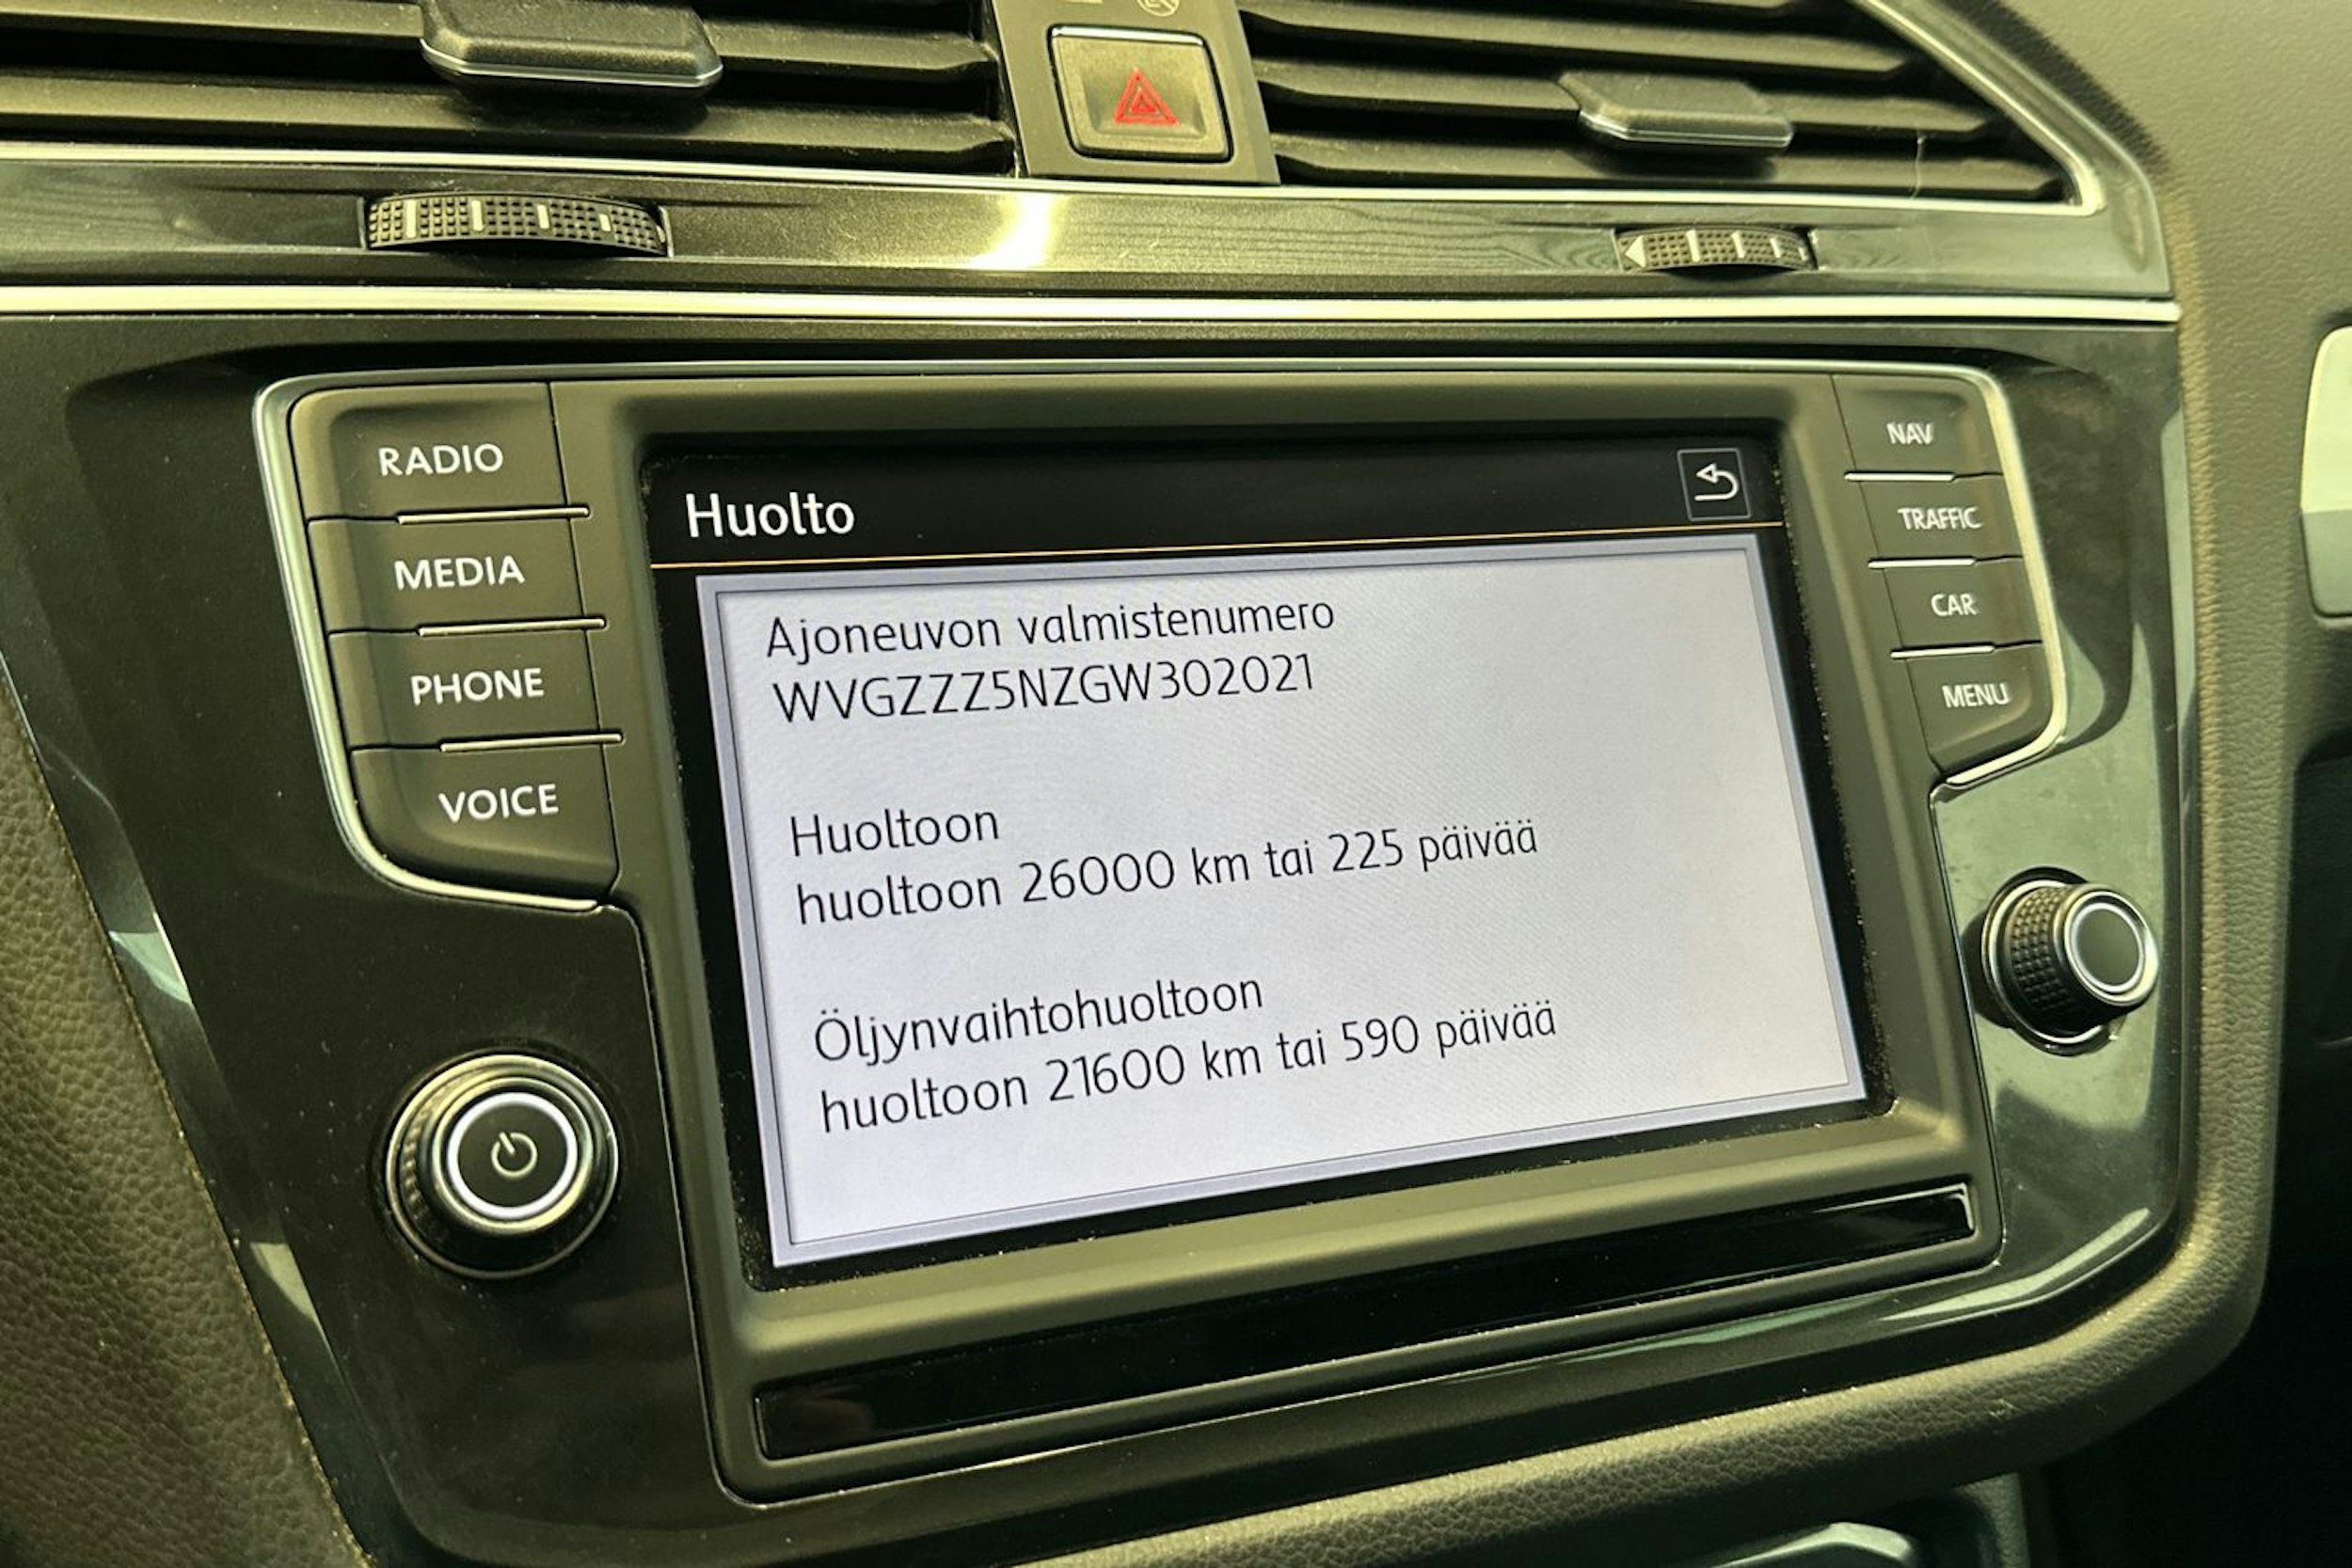 RADIO
MEDIA
PHONE
VOICE
Huolto
Ajoneuvon valmistenumero
WVGZZZ5NZGW302021
Huoltoon
huoltoon 26000 km tai 225 päivää
Öljynvaihtohuoltoon
huoltoon 21600 km tai 590 päivää
NAV
TRAFFIC
CAR
MENU